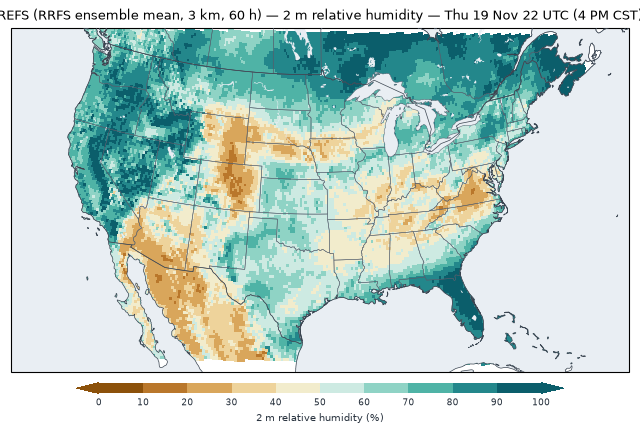 REFS (RRFS ensemble mean, 3 km, 60 h) — 2 m relative humidity — Thu 19 Nov 22 UTC (4 PM CST)
0 10 20 30 40 50 60 70 80 90 100
2 m relative humidity (%)